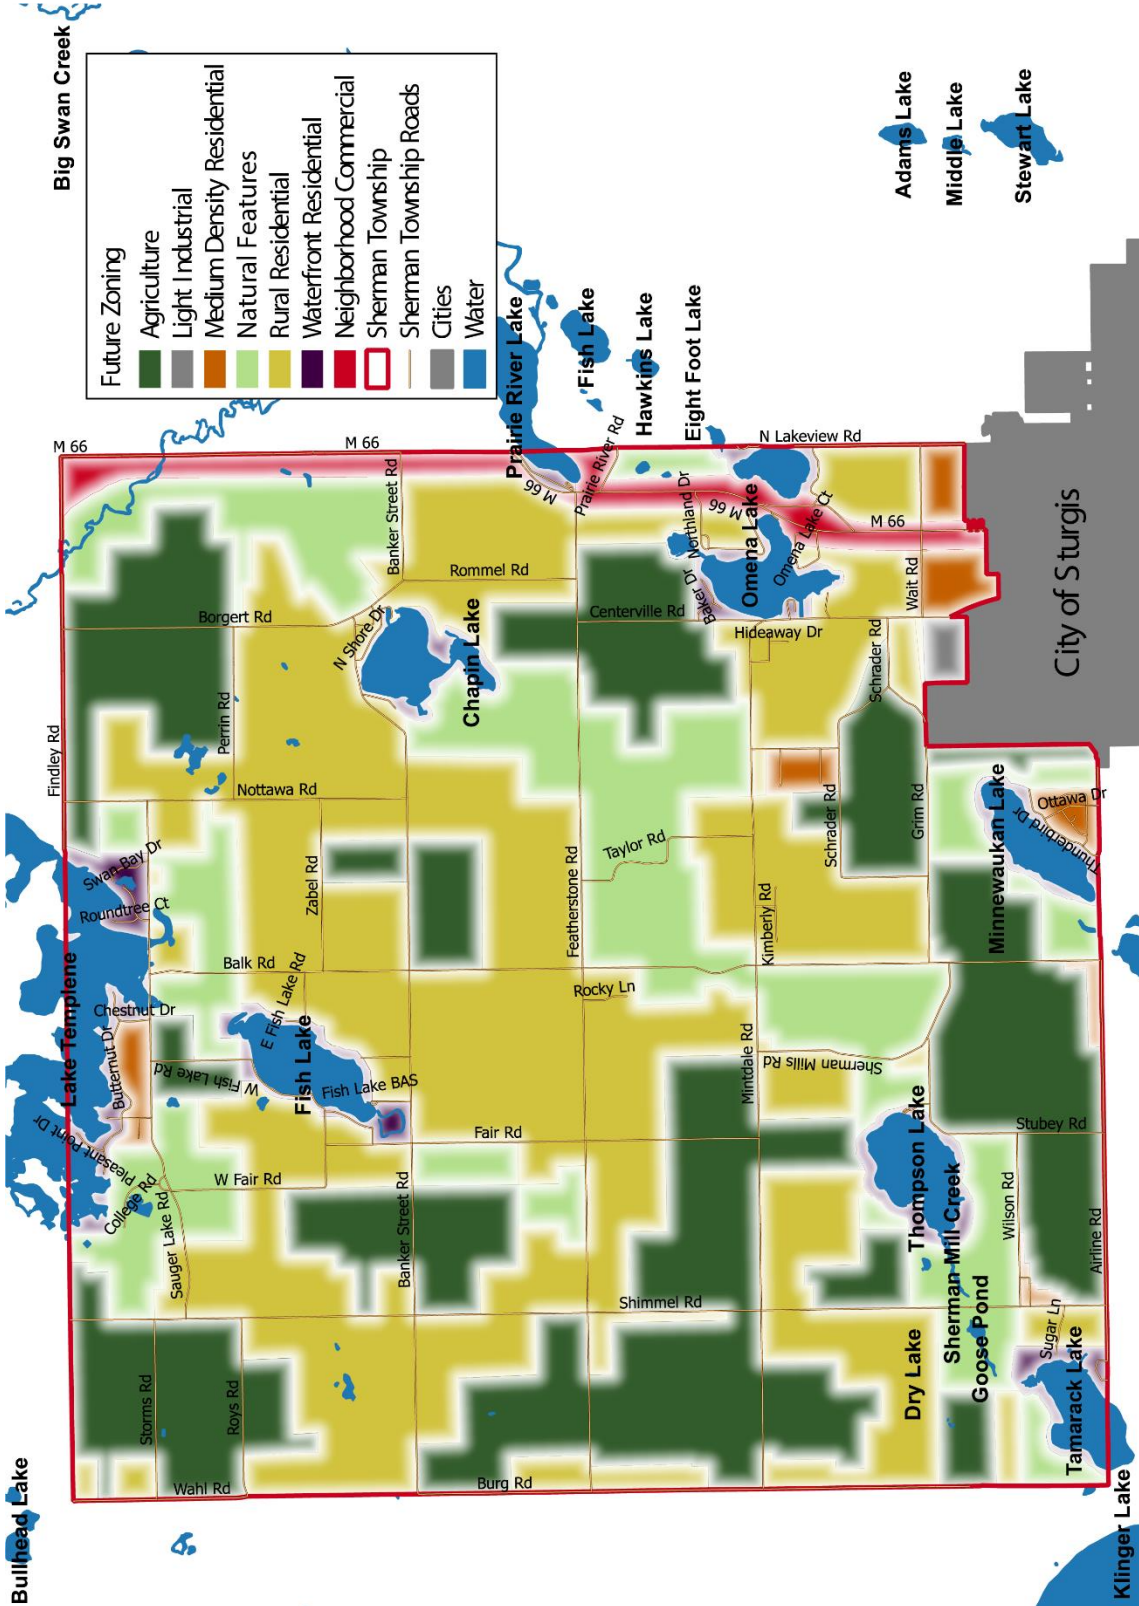 Big Swan Creek
Future Zoning
Agriculture
Light Industrial
Medium Density Residential
Natural Features
Rural Residential
Waterfront Residential
Neighborhood Commercial
Sherman Township
Sherman Township Roads
Cities
Water
Adams Lake
Middle Lake
Stewart Lake
Prairie River Lake
Fish Lake
Hawkins Lake
Eight Foot Lake
M 66
M 66
Banker Street Rd
M 66
Prairie River Rd
N Lakeview Rd
Northland Dr
M 66
M 66
Omena Lake
Omena Lake Ct
Baker Dr
Rommel Rd
Borgert Rd
N Shore Dr
Chapin Lake
Centerville Rd
Hideaway Dr
Wait Rd
Schrader Rd
City of Sturgis
Findley Rd
Perrin Rd
Nottawa Rd
Zabel Rd
Taylor Rd
Featherstone Rd
Kimberly Rd
Schrader Rd
Grim Rd
Minnewaukan Lake
Ottawa Dr
Thunderbird Dr
Swan Bay Dr
Roundtree Ct
Lake Templene
Balk Rd
Chestnut Dr
Butternut Dr
E Fish Lake Rd
W Fish Lake Rd
Fish Lake
Fish Lake BAS
Rocky Ln
Mintdale Rd
Sherman Mills Rd
Pleasant Point Dr
College Rd
Sauger Lake Rd
W Fair Rd
Fair Rd
Banker Street Rd
Thompson Lake
Stubey Rd
Wilson Rd
Airline Rd
Sherman Mill Creek
Shimmel Rd
Goose Pond
Dry Lake
Sugar Ln
Tamarack Lake
Storms Rd
Roys Rd
Wahl Rd
Burg Rd
Bullhead Lake
Klinger Lake